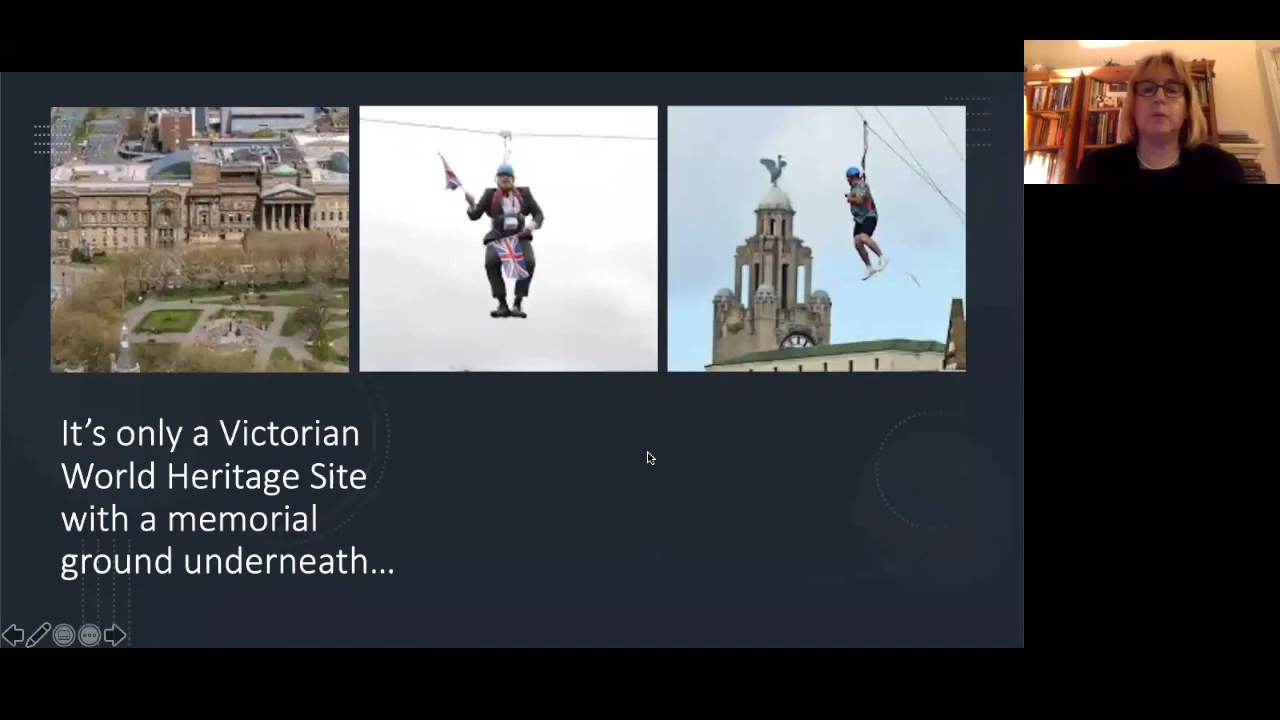 It’s only a Victorian
World Heritage Site
with a memorial
ground underneath…